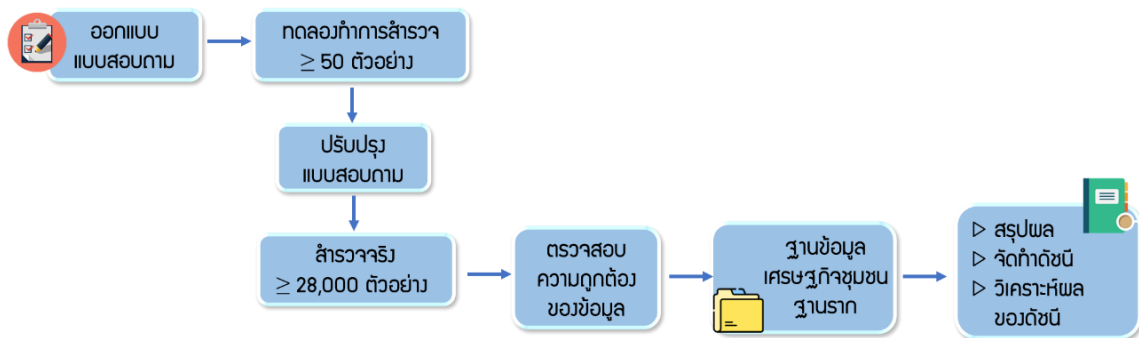 ออกแบบ
แบบสอบถาม
ทดลองทำการสำรวจ
≥ 50 ตัวอย่าง
ปรับปรุง
แบบสอบถาม
สำรวจจริง
≥ 28,000 ตัวอย่าง
ตรวจสอบ
ความถูกต้อง
ของข้อมูล
ฐานข้อมูล
เศรษฐกิจชุมชน
ฐานราก
▷ สรุปผล
▷ จัดทำดัชนี
▷ วิเคราะห์ผล
ของดัชนี